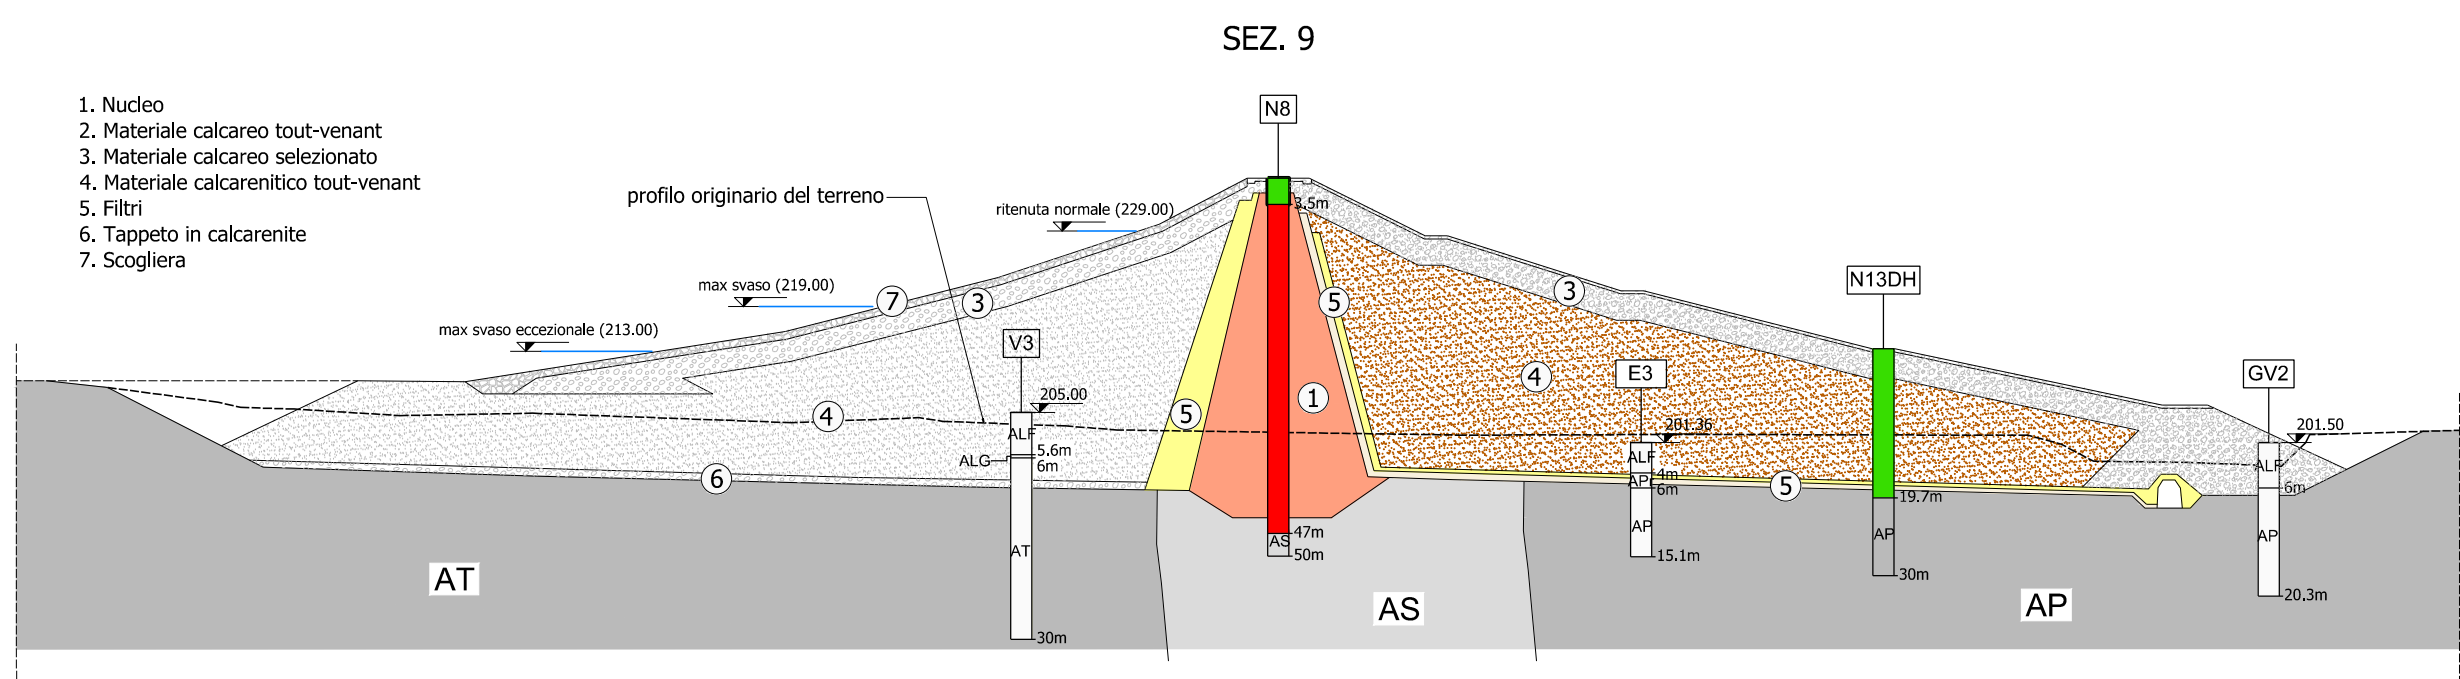 SEZ. 9
1. Nucleo
2. Materiale calcareo tout-venant
3. Materiale calcareo selezionato
4. Materiale calcarenitico tout-venant
5. Filtri
6. Tappeto in calcarenite
7. Scogliera
N8
profilo originario del terreno
ritenuta normale (229.00)
3.5m
max svaso (219.00)
7
3
5
3
N13DH
max svaso eccezionale (213.00)
V3
E3
GV2
4
1
205.00
4
5
201.36
201.50
ALF
5.6m
ALG
6m
ALF
4m
APF
6m
ALF
6m
6
5
19.7m
AT
AP
AP
AP
47m
AS
50m
15.1m
30m
20.3m
AT
AS
AP
30m